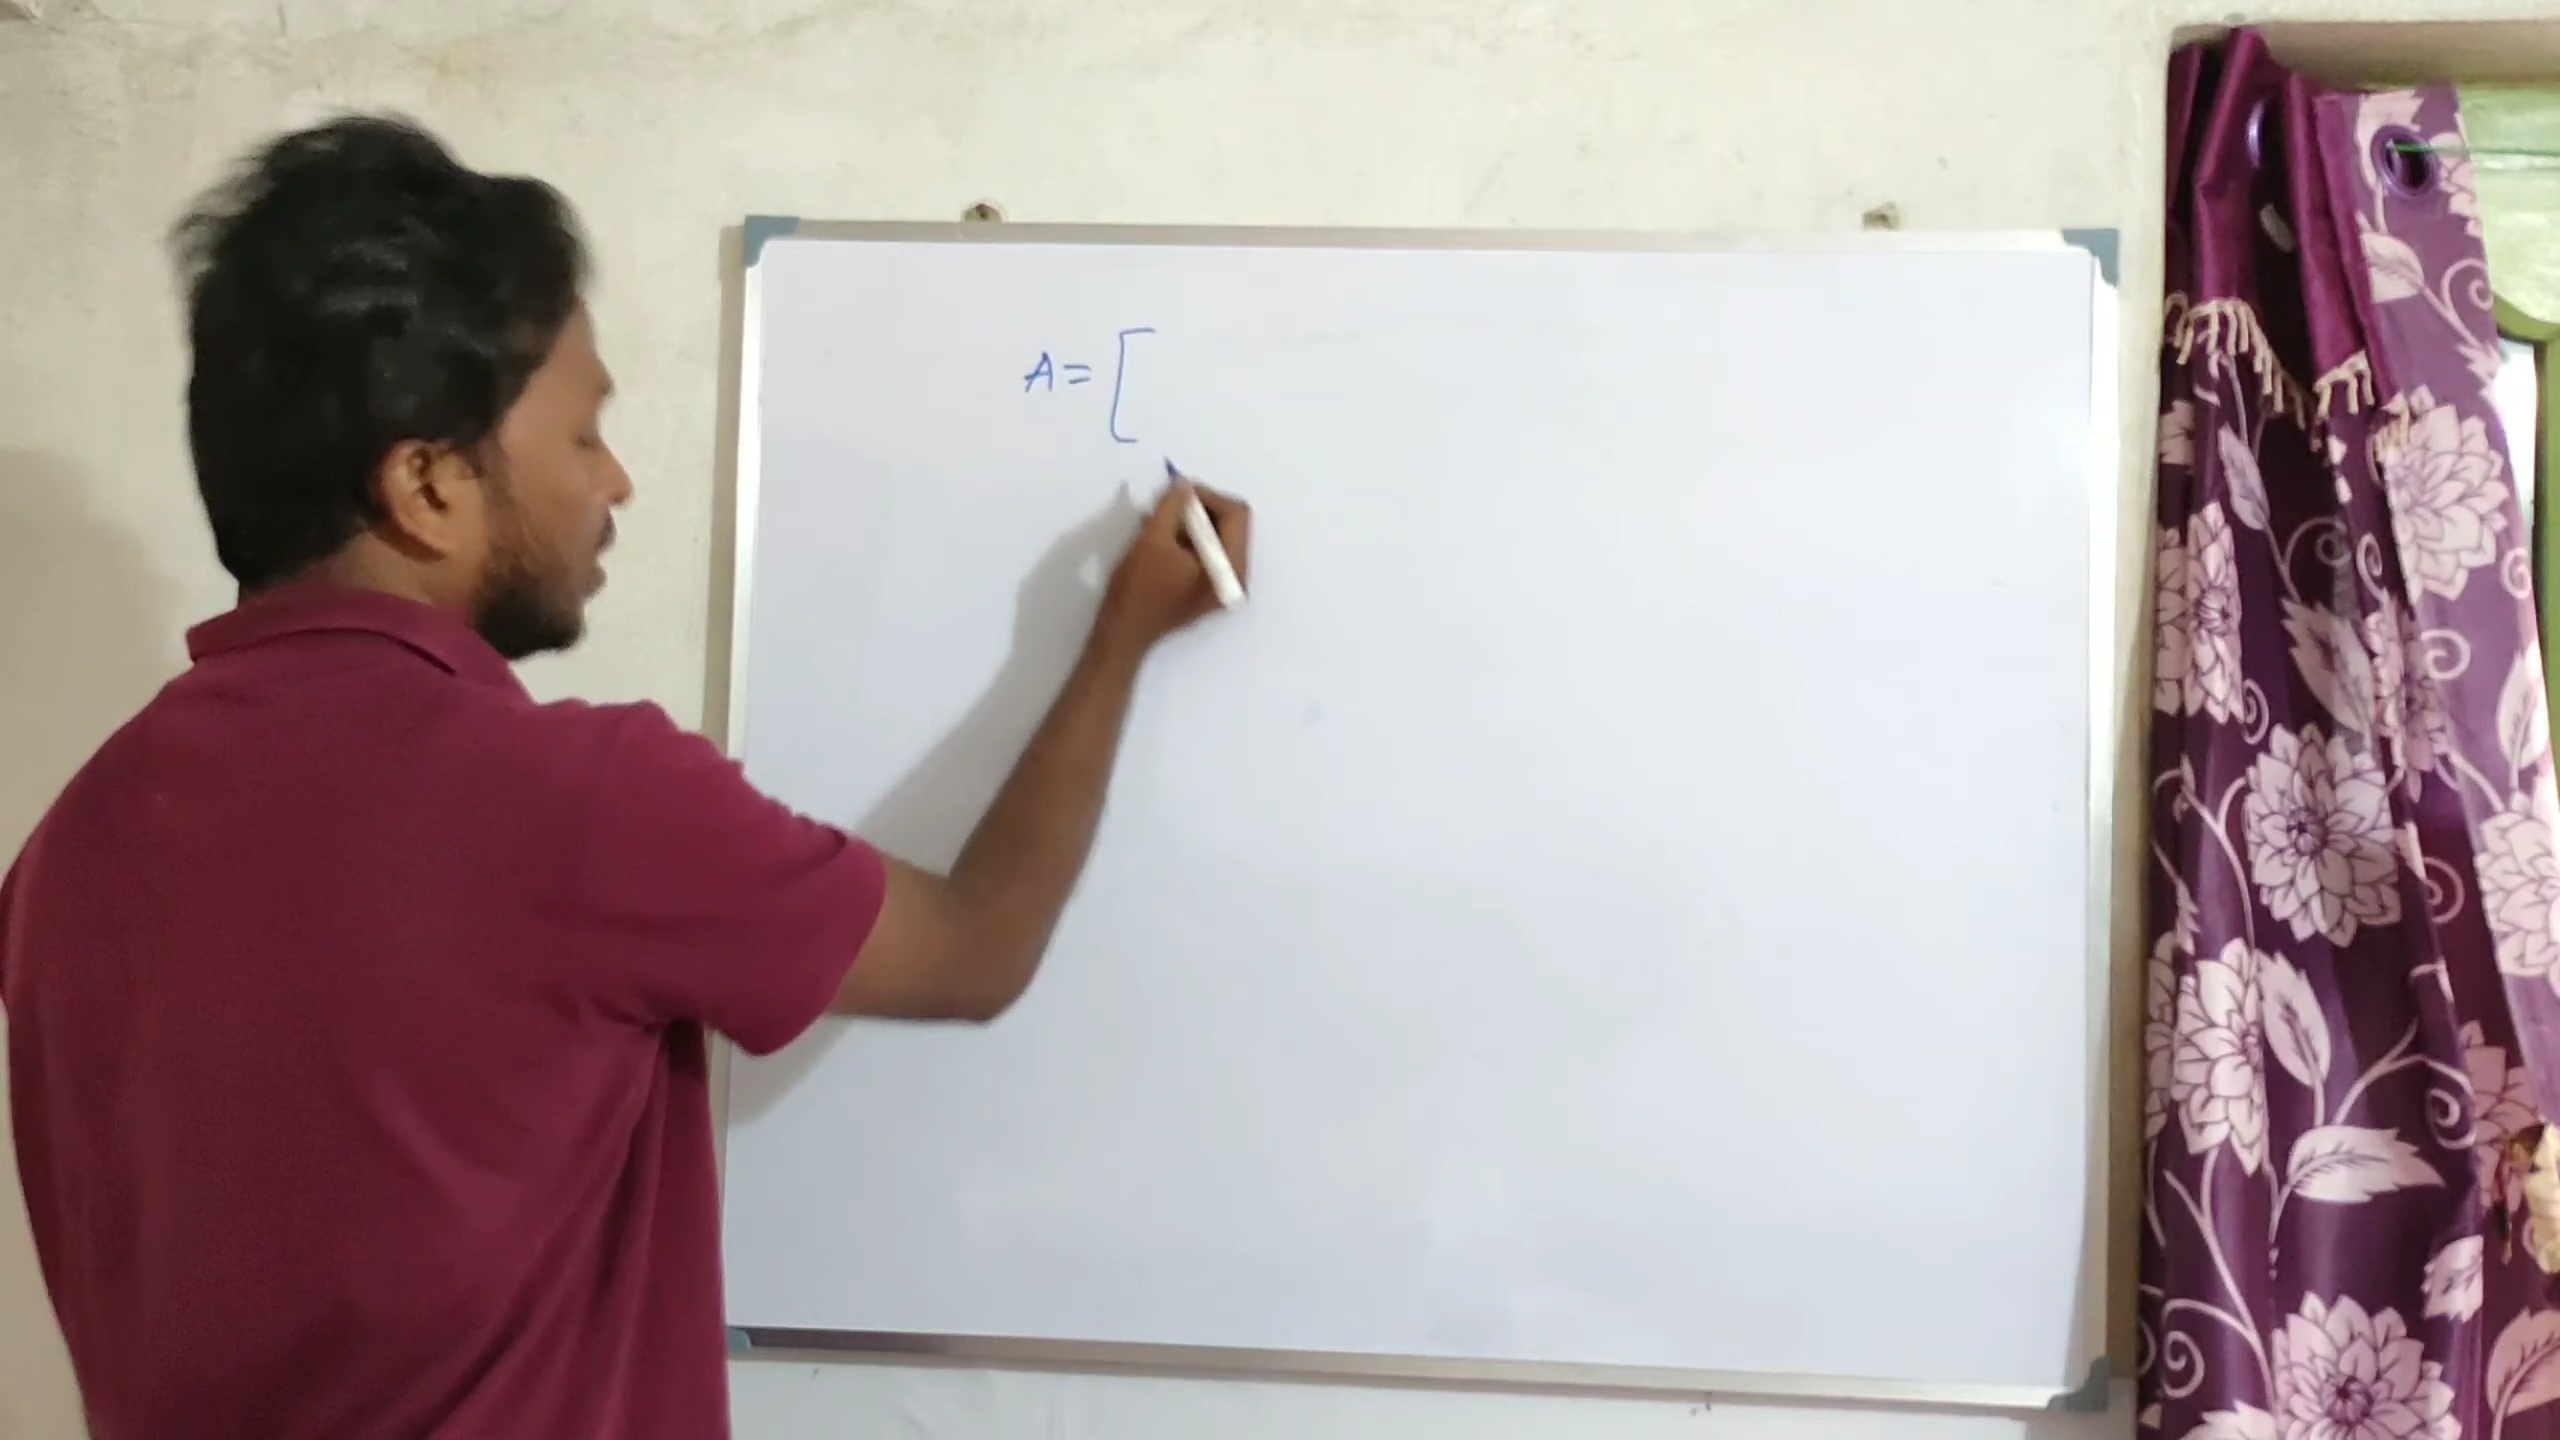 A = [